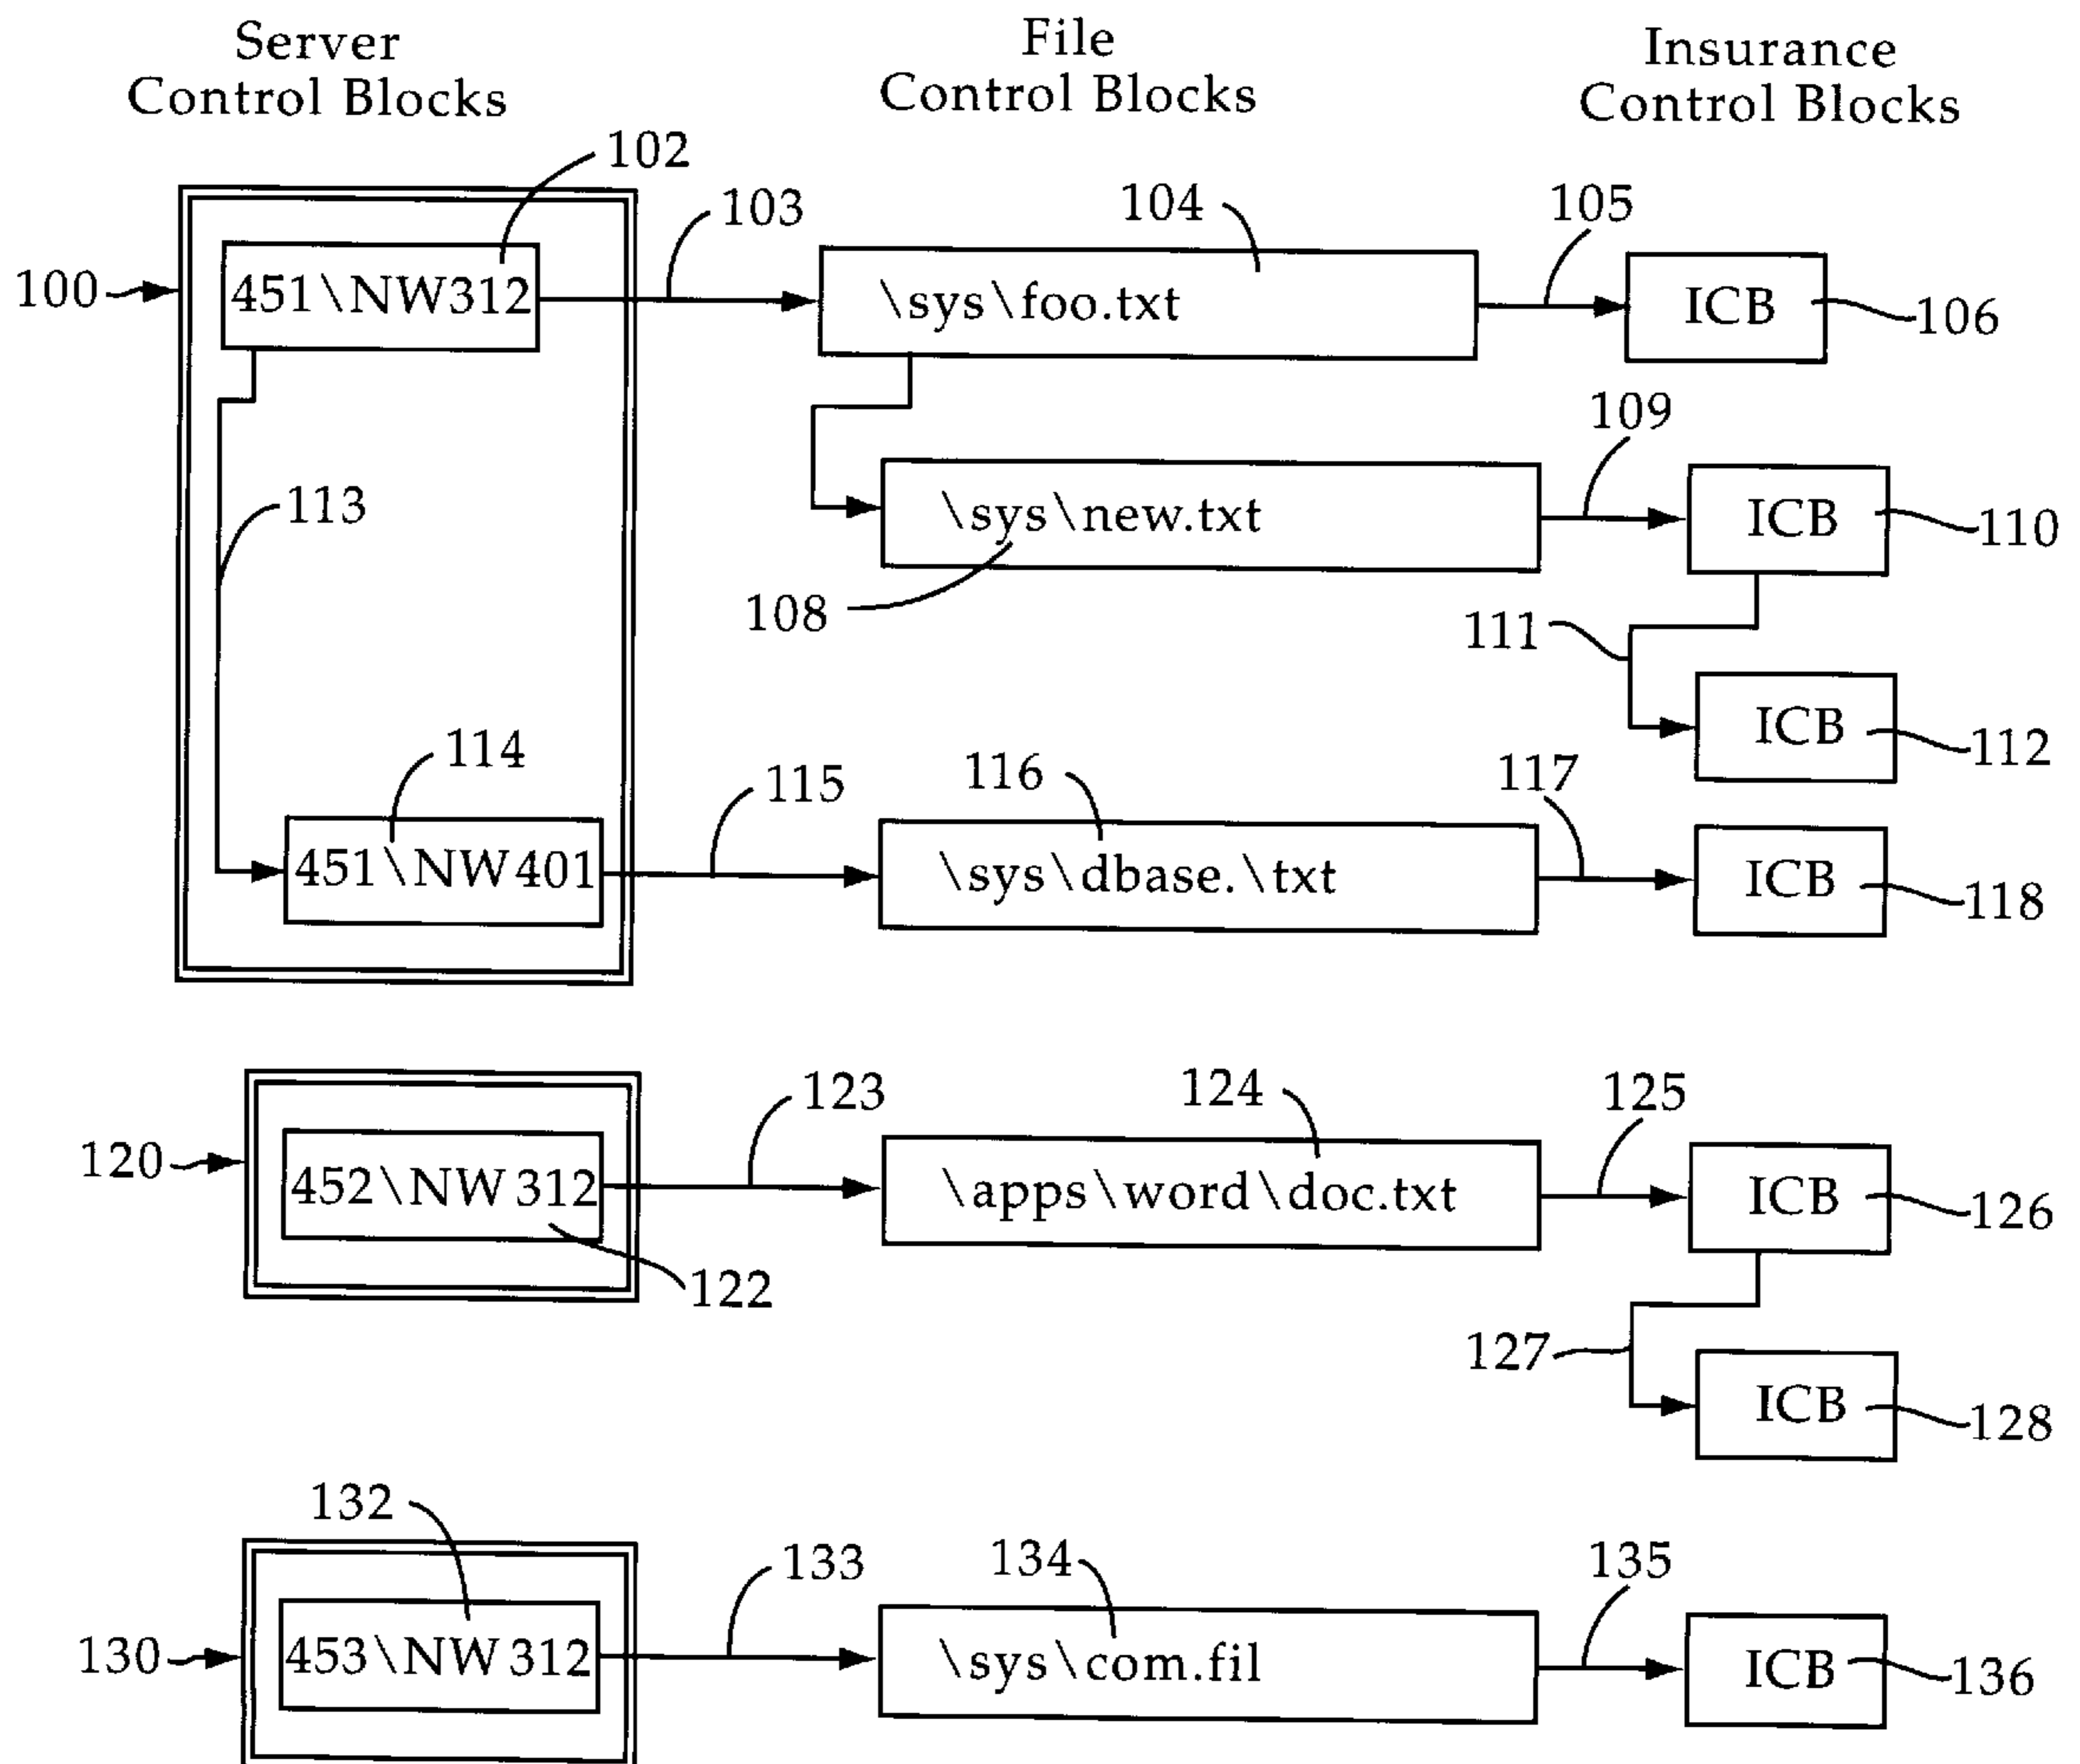 Server
Control Blocks
File
Control Blocks
Insurance
Control Blocks
102
103
104
105
100
451\NW312
\sys\foo.txt
ICB
106
109
113
\sys\new.txt
ICB
110
108
111
ICB
112
114
115
116
117
451\NW401
\sys\dbase.\txt
ICB
118
123
124
125
120
452\NW312
\apps\word\doc.txt
ICB
126
122
127
ICB
128
132
133
134
135
130
453\NW312
\sys\com.fil
ICB
136